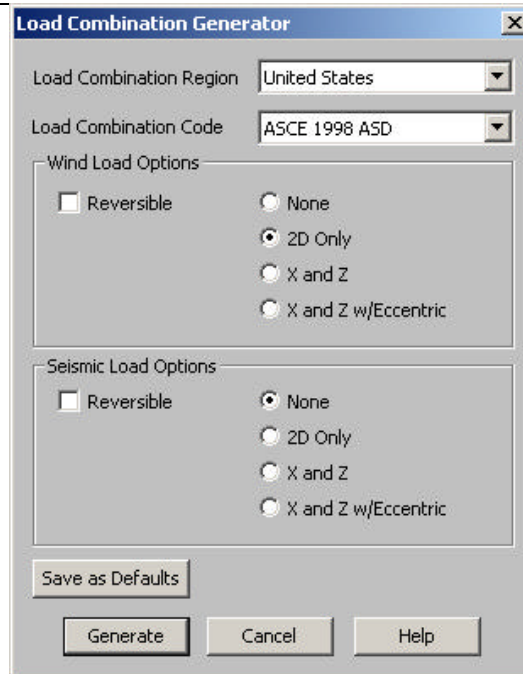 Load Combination Generator
Load Combination Region United States
Load Combination Code ASCE 1998 ASD
Wind Load Options
Reversible None
2D Only
X and Z
X and Z w/Eccentric
Seismic Load Options
Reversible None
2D Only
X and Z
X and Z w/Eccentric
Save as Defaults
Generate Cancel Help